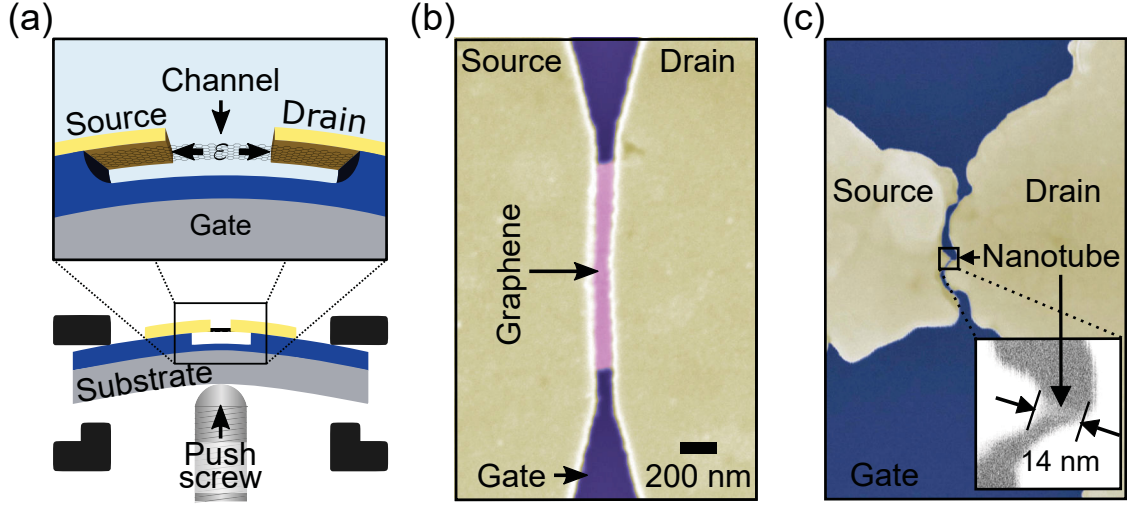 (a)
Channel
Source
Drain
ε
Gate
Substrate
Push
screw
(b)
Source
Drain
Graphene
Gate
200 nm
(c)
Source
Drain
Nanotube
14 nm
Gate